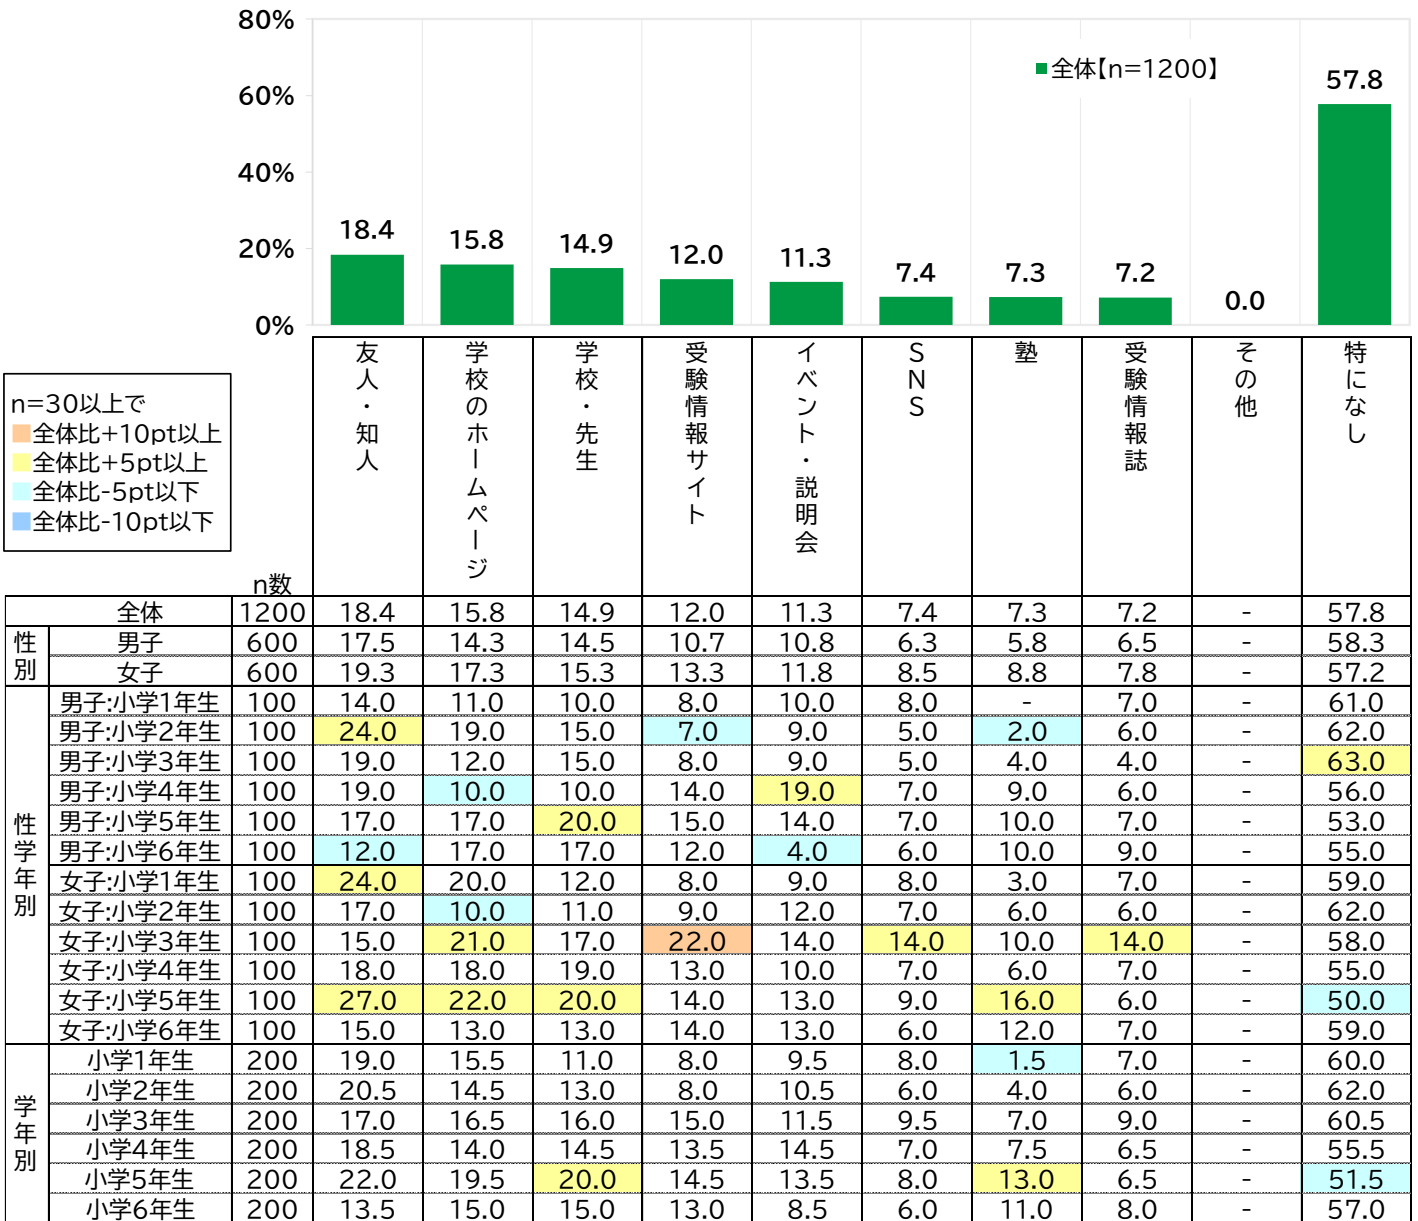 80%
60%
40%
20%
0%
■全体【n=1200】
18.4 15.8 14.9 12.0 11.3 7.4 7.3 7.2 0.0 57.8
友人・知人
学校のホームページ
学校・先生
受験情報サイト
イベント・説明会
SNS
塾
受験情報誌
その他
特になし
n=30以上で
全体比+10pt以上
全体比+5pt以上
全体比-5pt以下
全体比-10pt以下
n数
全体 1200 18.4 15.8 14.9 12.0 11.3 7.4 7.3 7.2 - 57.8
性別
男子 600 17.5 14.3 14.5 10.7 10.8 6.3 5.8 6.5 - 58.3
女子 600 19.3 17.3 15.3 13.3 11.8 8.5 8.8 7.8 - 57.2
性学年別
男子:小学1年生 100 14.0 11.0 10.0 8.0 10.0 8.0 - 7.0 - 61.0
男子:小学2年生 100 24.0 19.0 15.0 7.0 9.0 5.0 2.0 6.0 - 62.0
男子:小学3年生 100 19.0 12.0 15.0 8.0 9.0 5.0 4.0 4.0 - 63.0
男子:小学4年生 100 19.0 10.0 10.0 14.0 19.0 7.0 9.0 6.0 - 56.0
男子:小学5年生 100 17.0 17.0 20.0 15.0 14.0 7.0 10.0 7.0 - 53.0
男子:小学6年生 100 12.0 17.0 17.0 12.0 4.0 6.0 10.0 9.0 - 55.0
女子:小学1年生 100 24.0 20.0 12.0 8.0 9.0 8.0 3.0 7.0 - 59.0
女子:小学2年生 100 17.0 10.0 11.0 9.0 12.0 7.0 6.0 6.0 - 62.0
女子:小学3年生 100 15.0 21.0 17.0 22.0 14.0 14.0 10.0 14.0 - 58.0
女子:小学4年生 100 18.0 18.0 19.0 13.0 10.0 7.0 6.0 7.0 - 55.0
女子:小学5年生 100 27.0 22.0 20.0 14.0 13.0 9.0 16.0 6.0 - 50.0
女子:小学6年生 100 15.0 13.0 13.0 14.0 13.0 6.0 12.0 7.0 - 59.0
学年別
小学1年生 200 19.0 15.5 11.0 8.0 9.5 8.0 1.5 7.0 - 60.0
小学2年生 200 20.5 14.5 13.0 8.0 10.5 6.0 4.0 6.0 - 62.0
小学3年生 200 17.0 16.5 16.0 15.0 11.5 9.5 7.0 9.0 - 60.5
小学4年生 200 18.5 14.0 14.5 13.5 14.5 7.0 7.5 6.5 - 55.5
小学5年生 200 22.0 19.5 20.0 14.5 13.5 8.0 13.0 6.5 - 51.5
小学6年生 200 13.5 15.0 15.0 13.0 8.5 6.0 11.0 8.0 - 57.0